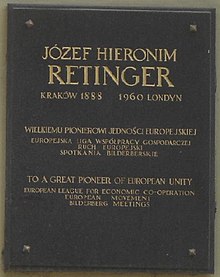 JÓZEF HIERONIM
RETINGER
KRAKÓW 1888 1960 LONDYN
WIELKIEMU PIONIEROWI JEDNOŚCI EUROPEJSKIEJ
EUROPEJSKA LIGA WSPÓŁPRACY GOSPODARCZEJ
RUCH EUROPEJSKI
SPOTKANIA BILDERBERSKIE
TO A GREAT PIONEER OF EUROPEAN UNITY
EUROPEAN LEAGUE FOR ECONOMIC CO-OPERATION
EUROPEAN MOVEMENT
BILDERBERG MEETINGS